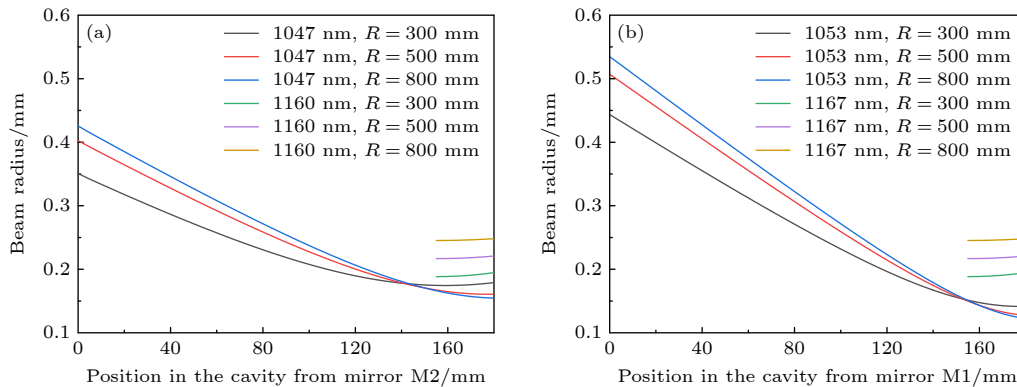 (a)
1047 nm, R = 300 mm
1047 nm, R = 500 mm
1047 nm, R = 800 mm
1160 nm, R = 300 mm
1160 nm, R = 500 mm
1160 nm, R = 800 mm
Beam radius/mm
0.6
0.5
0.4
0.3
0.2
0.1
0 40 80 120 160
Position in the cavity from mirror M2/mm
(b)
1053 nm, R = 300 mm
1053 nm, R = 500 mm
1053 nm, R = 800 mm
1167 nm, R = 300 mm
1167 nm, R = 500 mm
1167 nm, R = 800 mm
Beam radius/mm
0.6
0.5
0.4
0.3
0.2
0.1
0 40 80 120 160
Position in the cavity from mirror M1/mm